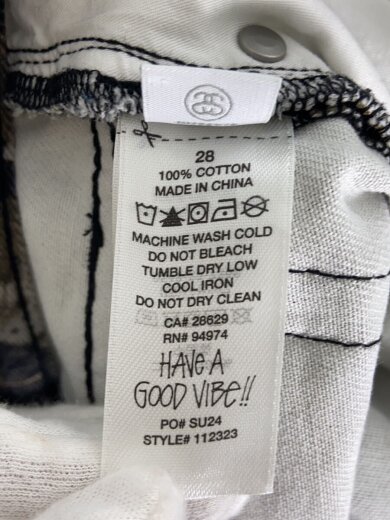 28
100% COTTON
MADE IN CHINA
MACHINE WASH COLD
DO NOT BLEACH
TUMBLE DRY LOW
COOL IRON
DO NOT DRY CLEAN
CA# 26629
RN# 94974
HAVE A
GOOD VIBE!!
PO# SU24
STYLE# 112323